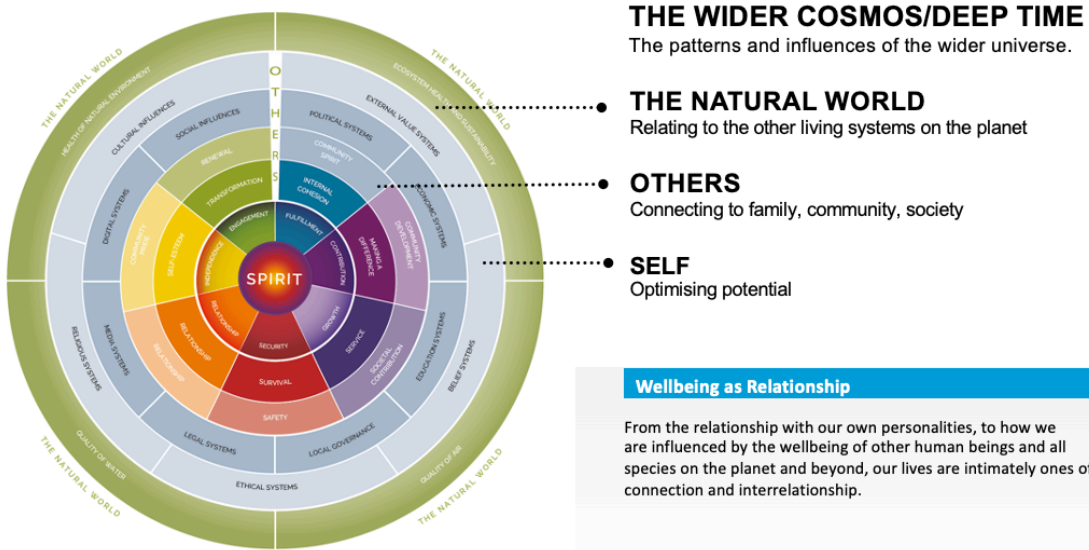 THE WIDER COSMOS/DEEP TIME
The patterns and influences of the wider universe.
THE NATURAL WORLD
Relating to the other living systems on the planet
OTHERS
Connecting to family, community, society
SELF
Optimising potential
Wellbeing as Relationship
From the relationship with our own personalities, to how we
are influenced by the wellbeing of other human beings and all
species on the planet and beyond, our lives are intimately ones of
connection and interrelationship.
THE NATURAL WORLD
THE NATURAL WORLD
THE NATURAL WORLD
THE NATURAL WORLD
HEALTH OF NATURAL ENVIRONMENT
ECOSYSTEM HEALTH AND SUSTAINABILITY
QUALITY OF AIR
QUALITY OF WATER
OTHERS
CULTURAL INFLUENCES
EXTERNAL VALUE SYSTEMS
BELIEF SYSTEMS
ETHICAL SYSTEMS
RELIGIOUS SYSTEMS
SOCIAL INFLUENCES
POLITICAL SYSTEMS
ECONOMIC SYSTEMS
EDUCATION SYSTEMS
LOCAL GOVERNANCE
LEGAL SYSTEMS
MEDIA SYSTEMS
DIGITAL SYSTEMS
RENEWAL
COMMUNITY
SPIRIT
COMMUNITY
DEVELOPMENT
SOCIETAL
CONTRIBUTION
SAFETY
RELATIONSHIP
COMMUNITY
TRANSFORMATION
INTERNAL
COHESION
MAKING A
DIFFERENCE
SERVICE
SURVIVAL
RELATIONSHIP
SELF-ESTEEM
ENGAGEMENT
FULFILLMENT
CONTRIBUTION
GROWTH
SECURITY
RELATIONSHIP
INDEPENDENCE
SPIRIT